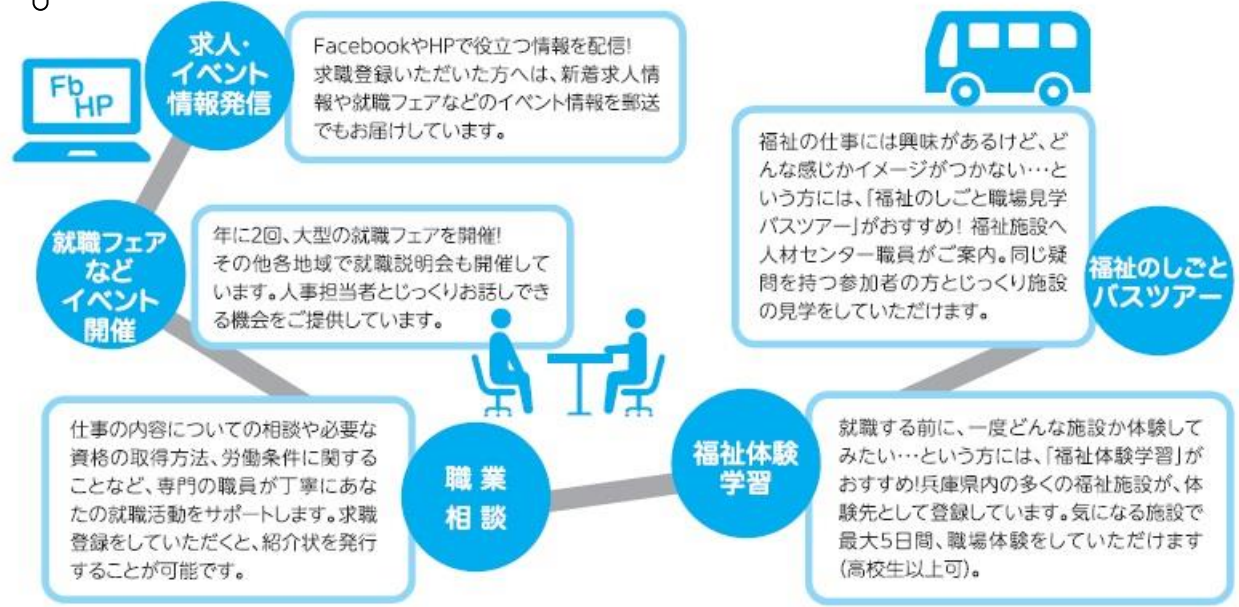 求人・
イベント
情報発信
Fb
HP
FacebookやHPで役立つ情報を配信!
求職登録いただいた方へは、新着求人情
報や就職フェアなどのイベント情報を郵送
でもお届けしています。
就職フェア
など
イベント
開催
年に2回、大型の就職フェアを開催!
その他各地域で就職説明会も開催して
います。人事担当者とじっくりお話しでき
る機会をご提供しています。
職業
相談
仕事の内容についての相談や必要な
資格の取得方法、労働条件に関する
ことなど、専門の職員が丁寧にあな
たの就職活動をサポートします。求職
登録をしていただくと、紹介状を発行
することが可能です。
福祉体験
学習
就職する前に、一度どんな施設か体験して
みたい…という方には、「福祉体験学習」が
おすすめ!兵庫県内の多くの福祉施設が、体
験先として登録しています。気になる施設で
最大5日間、職場体験をしていただけます
(高校生以上可)。
福祉のしごと
バスツアー
福祉の仕事には興味があるけど、ど
んな感じかイメージがつかない…と
いう方には、「福祉のしごと職場見学
バスツアー」がおすすめ! 福祉施設へ
人材センター職員がご案内。同じ疑
問を持つ参加者の方とじっくり施設
の見学をしていただけます。